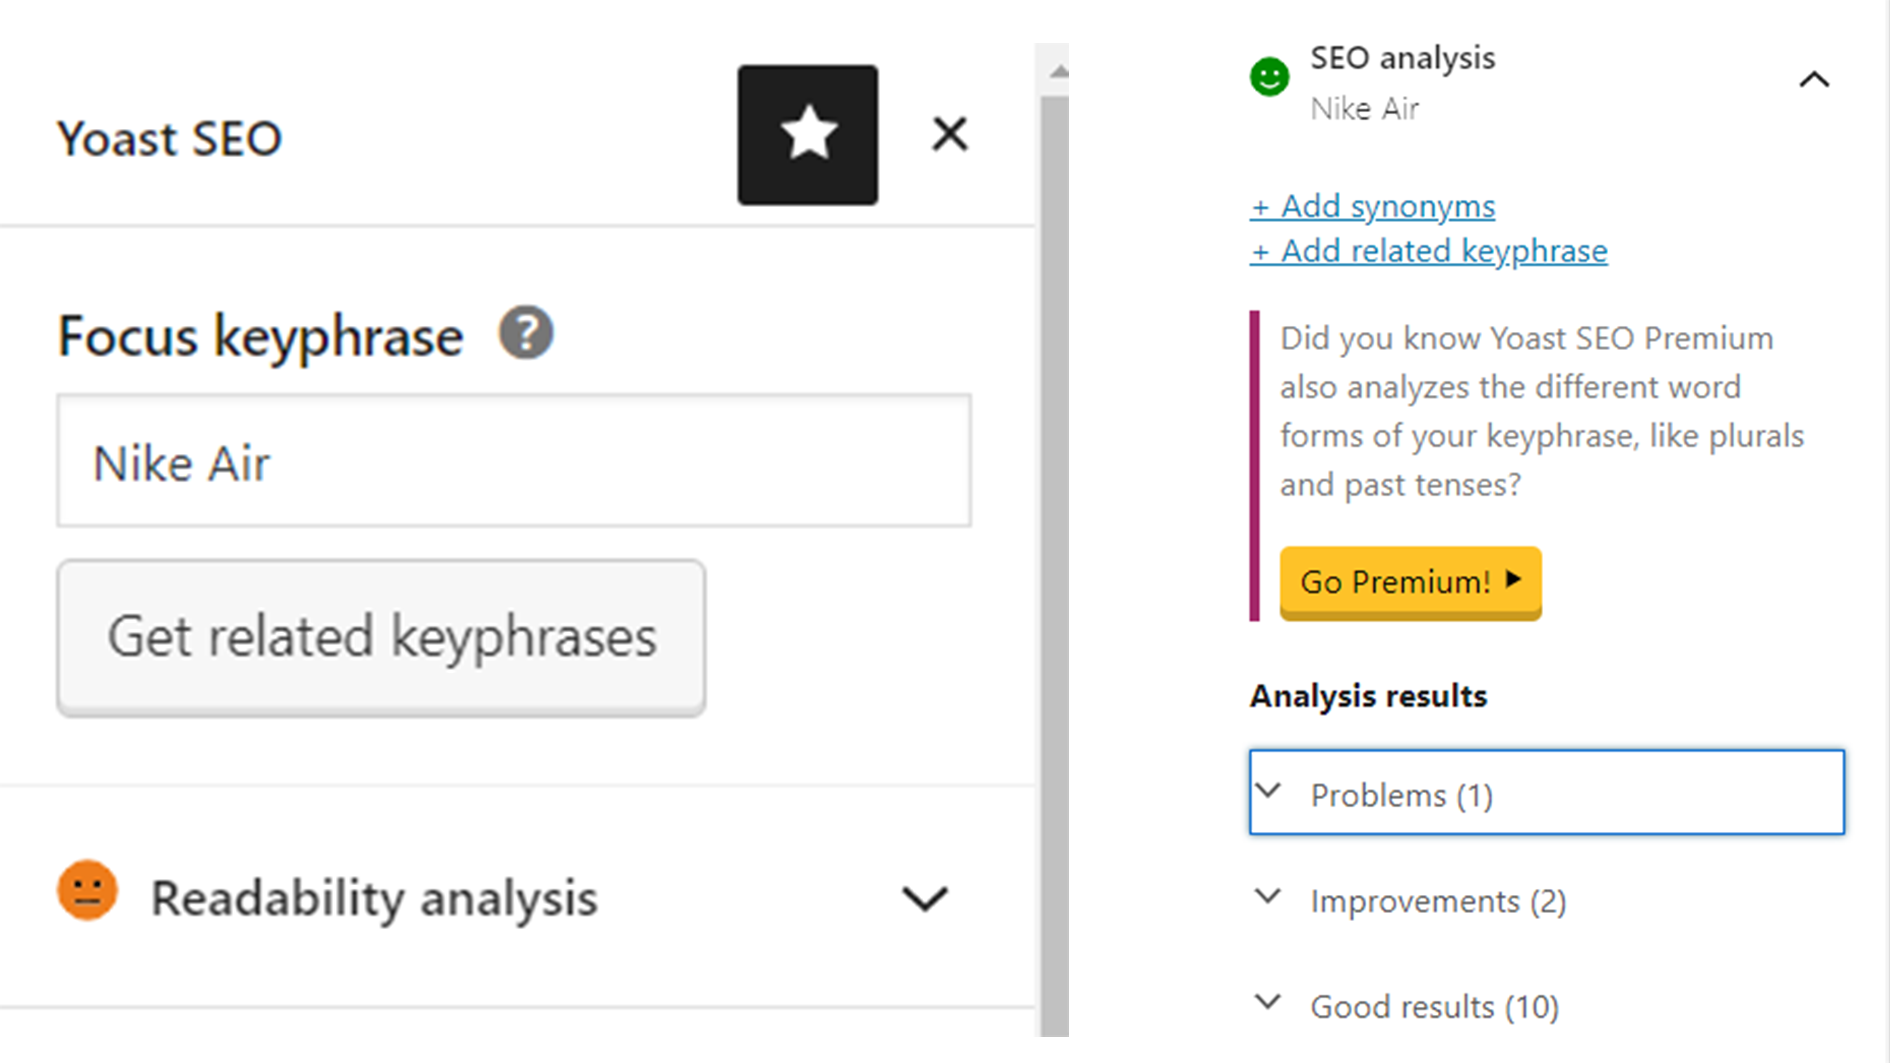 Yoast SEO
Focus keyphrase
Nike Air
Get related keyphrases
Readability analysis
SEO analysis
Nike Air
+ Add synonyms
+ Add related keyphrase
Did you know Yoast SEO Premium
also analyzes the different word
forms of your keyphrase, like plurals
and past tenses?
Go Premium!
Analysis results
Problems (1)
Improvements (2)
Good results (10)